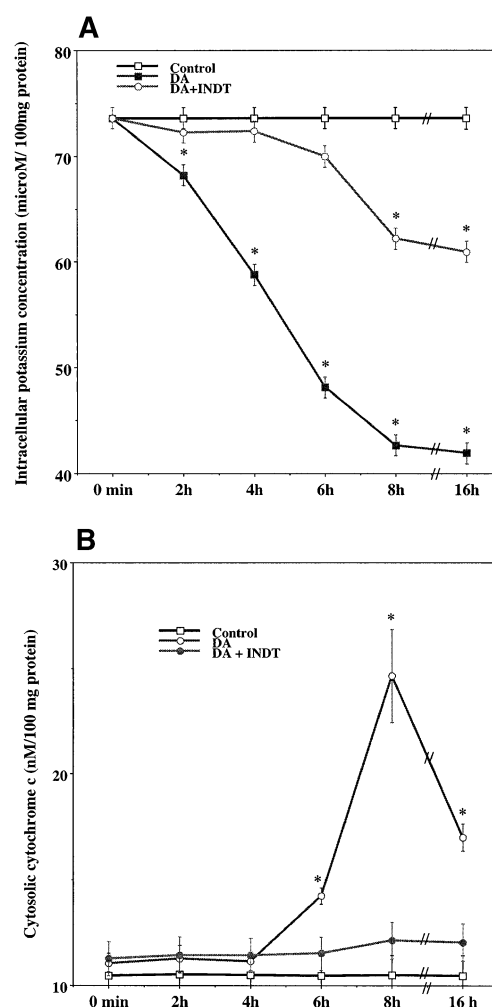 A
80
Control
DA
DA+INDT
70
60
50
40
Intracellular potassium concentration (microM/ 100mg protein)
* * * * * * *
0 min 2h 4h 6h 8h 16h
B
30
Control
DA
DA + INDT
20
10
Cytosolic cytochrome c (nM/100 mg protein)
* * *
0 min 2h 4h 6h 8h 16 h